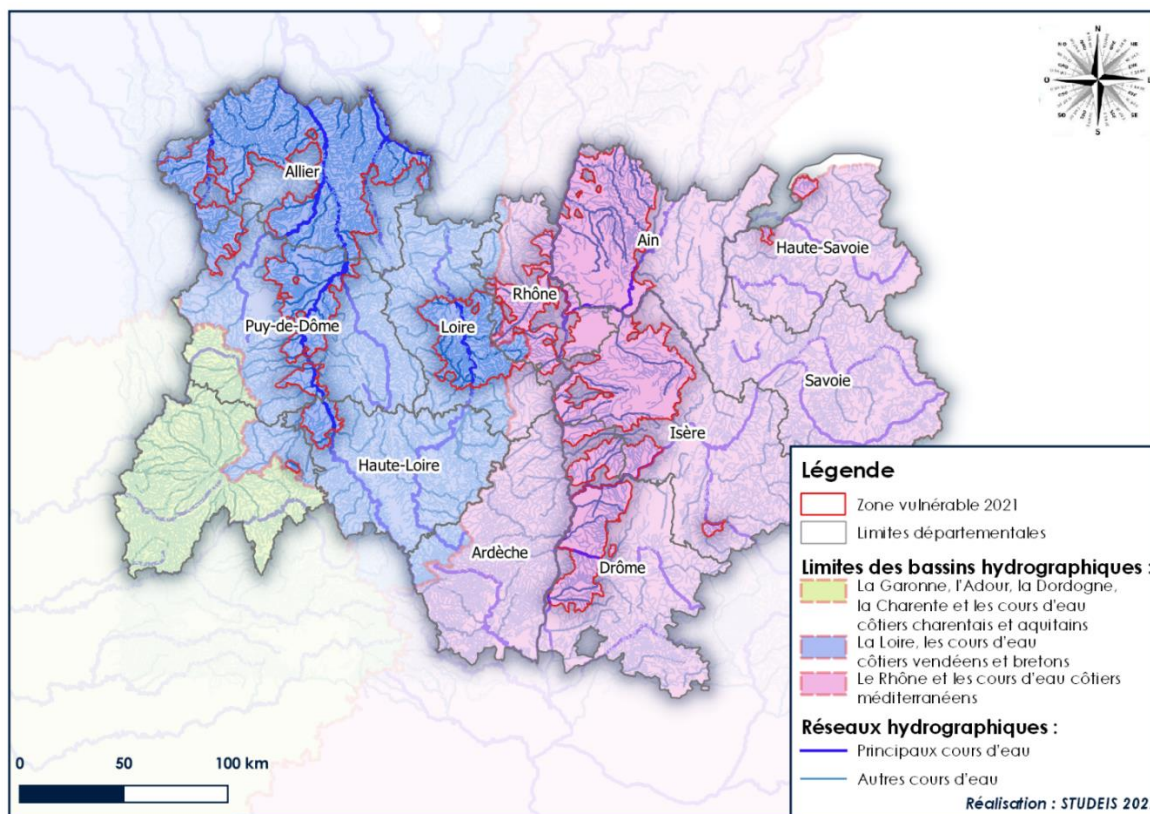 N
O
S
Allier
Ain
Haute-Savoie
Rhône
Puy-de-Dôme
Loire
Savoie
Isère
Haute-Loire
Ardèche
Drôme
Légende
Zone vulnérable 2021
Limites départementales
Limites des bassins hydrographiques :
La Garonne, l'Adour, la Dordogne,
la Charente et les cours d'eau
côtiers charentais et aquitains
La Loire, les cours d'eau
côtiers vendéens et bretons
Le Rhône et les cours d'eau côtiers
méditerranéens
Réseaux hydrographiques :
Principaux cours d'eau
Autres cours d'eau
0 50 100 km
Réalisation : STUDEIS 202